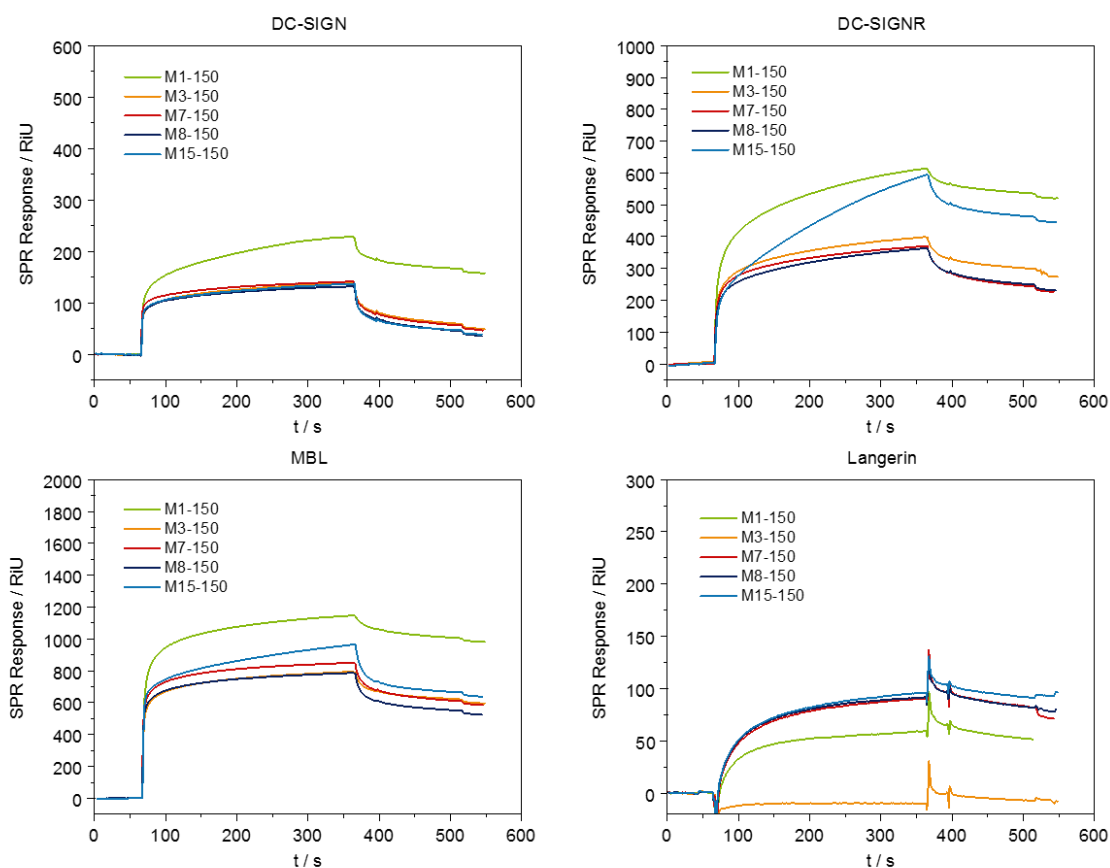 DC-SIGN
SPR Response / RiU
600
500
400
300
200
100
0
M1-150
M3-150
M7-150
M8-150
M15-150
0 100 200 300 400 500 600
t / s
DC-SIGNR
SPR Response / RiU
1000
900
800
700
600
500
400
300
200
100
0
M1-150
M3-150
M7-150
M8-150
M15-150
0 100 200 300 400 500 600
t / s
MBL
SPR Response / RiU
2000
1800
1600
1400
1200
1000
800
600
400
200
0
M1-150
M3-150
M7-150
M8-150
M15-150
0 100 200 300 400 500 600
t / s
Langerin
SPR Response / RiU
300
250
200
150
100
50
0
M1-150
M3-150
M7-150
M8-150
M15-150
0 100 200 300 400 500 600
t / s